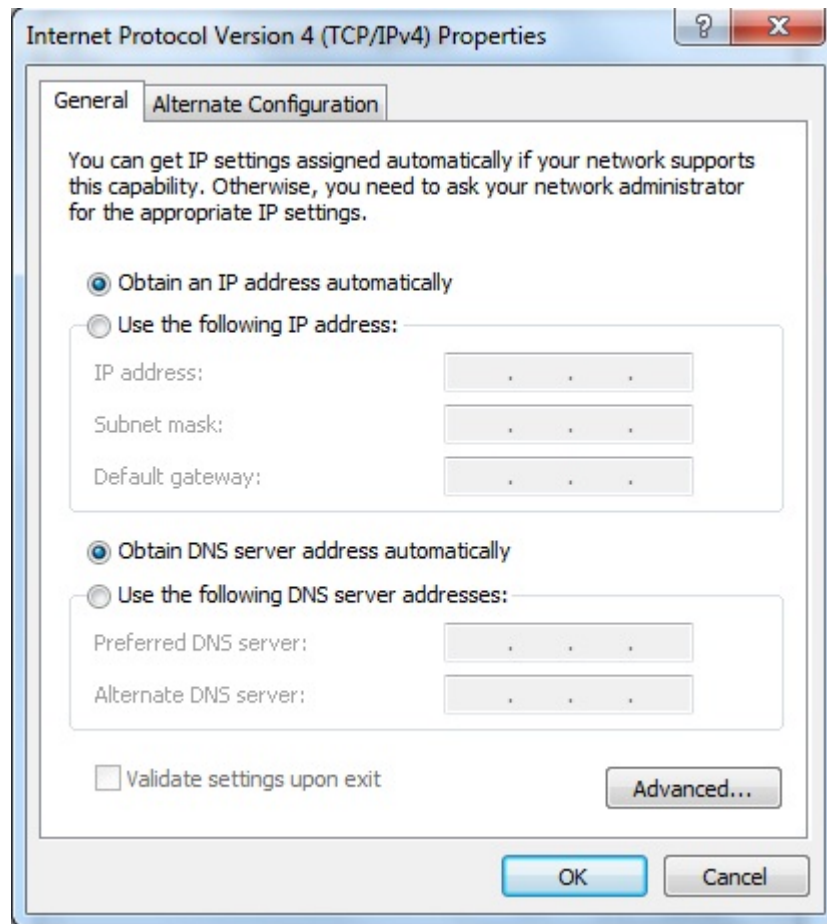 Internet Protocol Version 4 (TCP/IPv4) Properties
?
General
Alternate Configuration
You can get IP settings assigned automatically if your network supports
this capability. Otherwise, you need to ask your network administrator
for the appropriate IP settings.
Obtain an IP address automatically
Use the following IP address:
IP address: . . .
Subnet mask: . . .
Default gateway: . . .
Obtain DNS server address automatically
Use the following DNS server addresses:
Preferred DNS server: . . .
Alternate DNS server: . . .
Validate settings upon exit
Advanced...
OK
Cancel